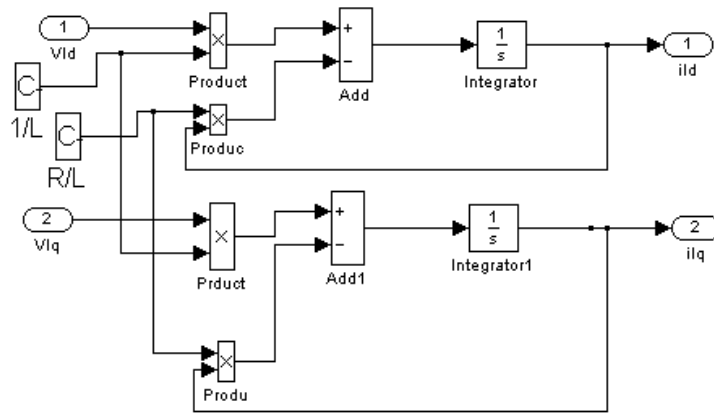 1
Vld
×
Product
+
−
Add
1
s
Integrator
1
ild
C
1/L
C
R/L
×
Produc
2
Vlq
×
Prduct
+
−
Add1
1
s
Integrator1
2
ilq
×
Produ